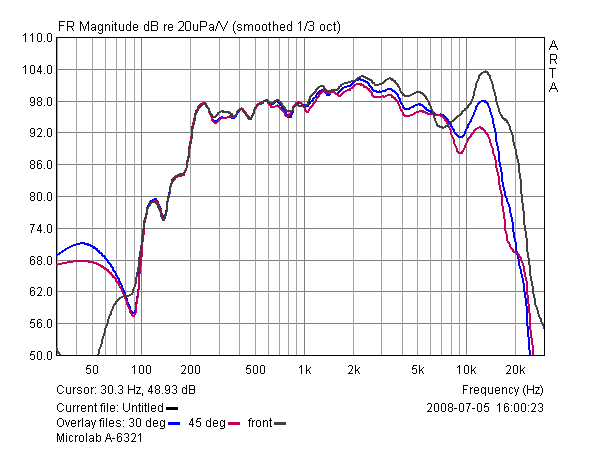 FR Magnitude dB re 20uPa/V (smoothed 1/3 oct)
110.0
104.0
98.0
92.0
86.0
80.0
74.0
68.0
62.0
56.0
50.0
A
R
T
A
50 100 200 500 1k 2k 5k 10k 20k
Cursor: 30.3 Hz, 48.93 dB Frequency (Hz)
Current file: Untitled 2008-07-05 16:00:23
Overlay files: 30 deg 45 deg front
Microlab A-6321